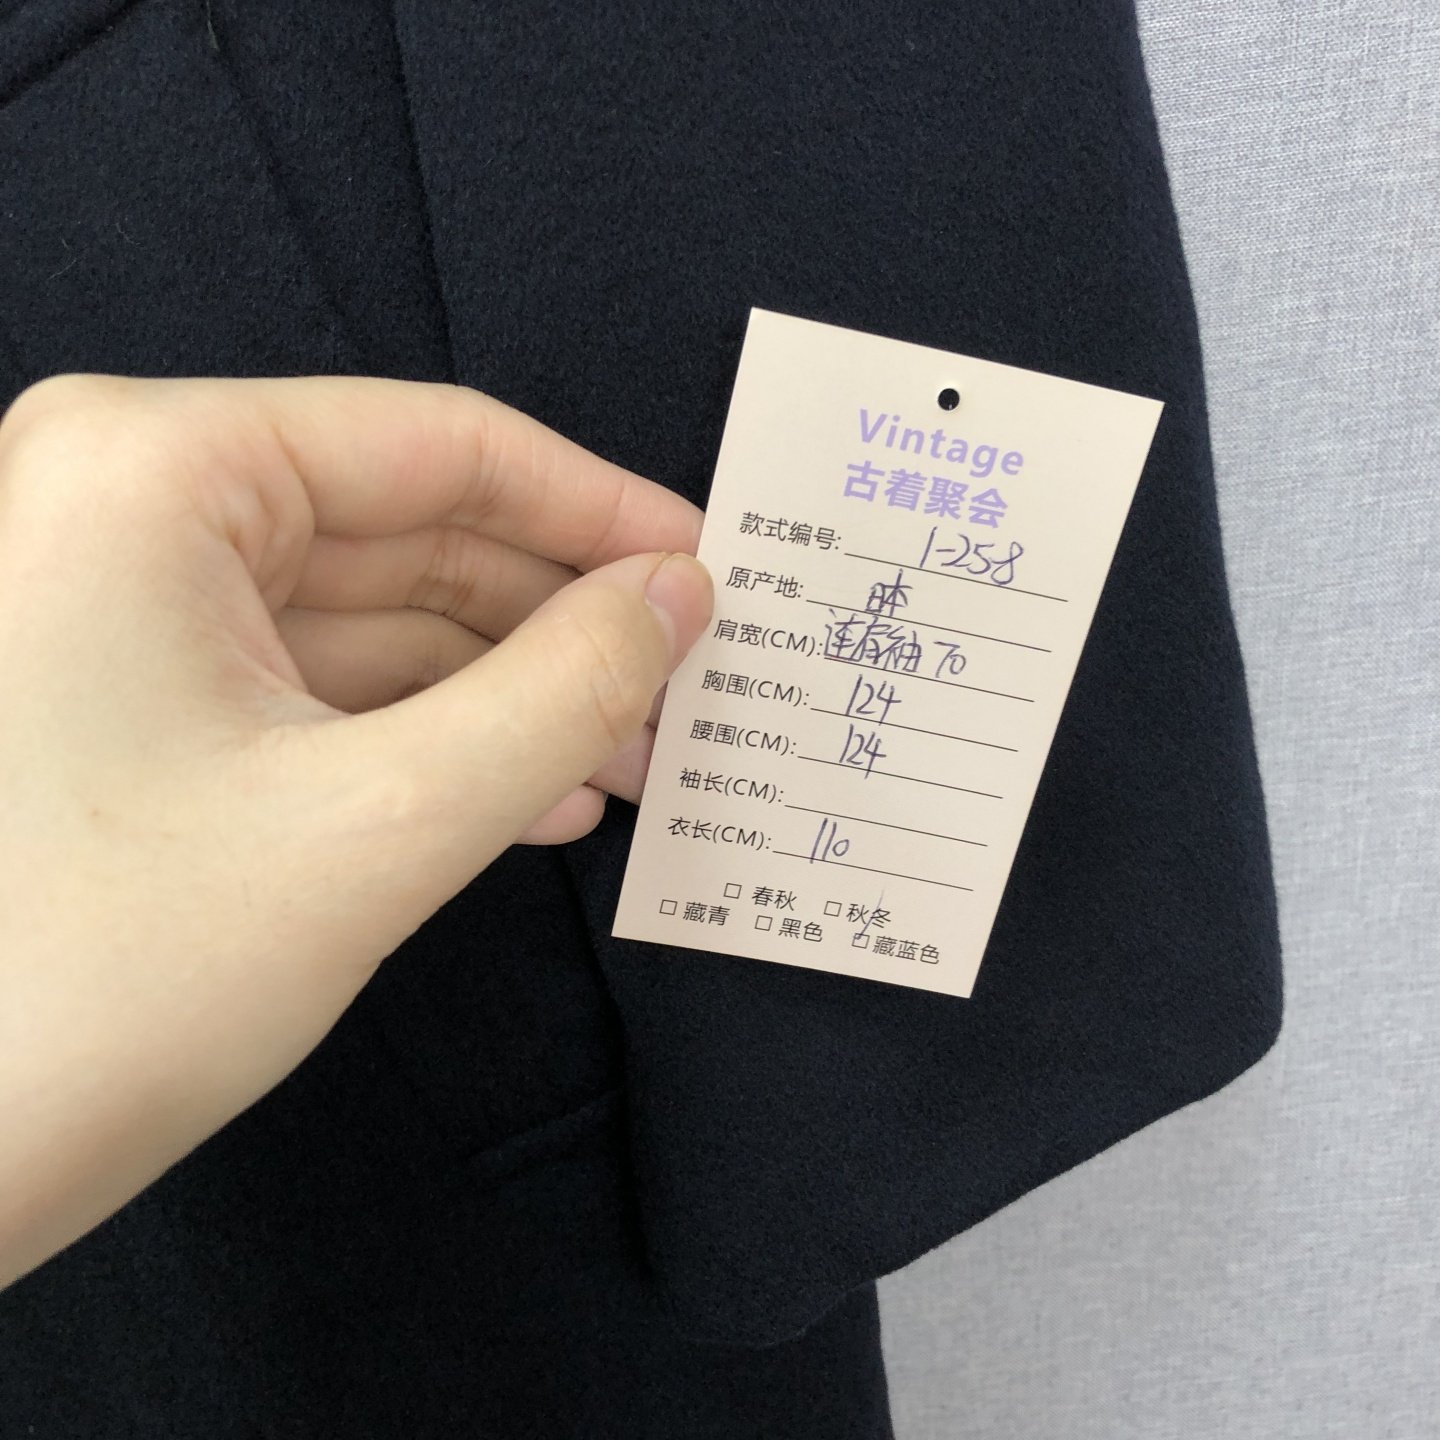 Vintage
古着聚会
款式编号: 1-258
原产地: 日本
肩宽(CM): 连肩袖 70
胸围(CM): 124
腰围(CM): 124
袖长(CM):
衣长(CM): 110
□ 春秋 □ 秋冬
□ 藏青 □ 黑色 □ 藏蓝色